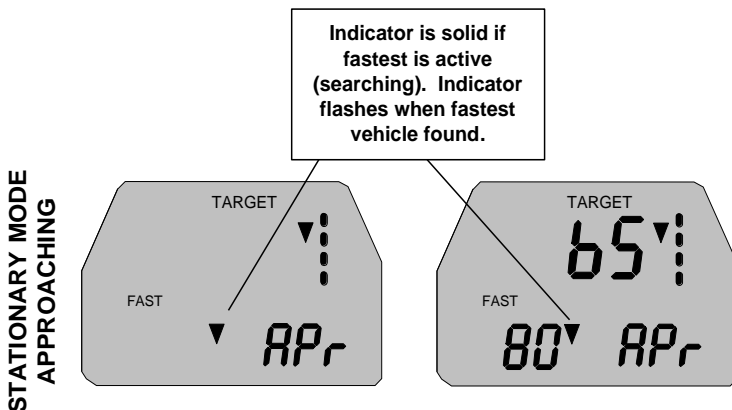 Indicator is solid if
fastest is active
(searching). Indicator
flashes when fastest
vehicle found.
STATIONARY MODE
APPROACHING
TARGET
FAST
APr
TARGET
65
FAST
80 APr